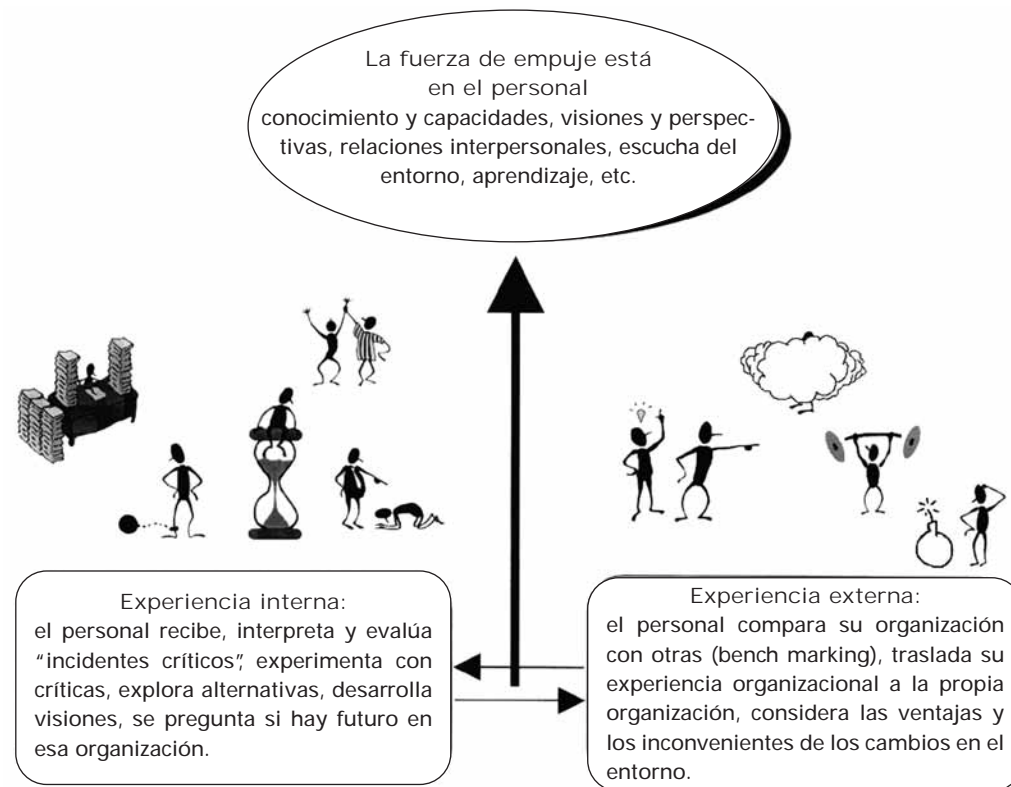 La fuerza de empuje está
en el personal
conocimiento y capacidades, visiones y perspec-
tivas, relaciones interpersonales, escucha del
entorno, aprendizaje, etc.
Experiencia interna:
el personal recibe, interpreta y evalúa
“incidentes críticos”, experimenta con
críticas, explora alternativas, desarrolla
visiones, se pregunta si hay futuro en
esa organización.
Experiencia externa:
el personal compara su organización
con otras (bench marking), traslada su
experiencia organizacional a la propia
organización, considera las ventajas y
los inconvenientes de los cambios en el
entorno.